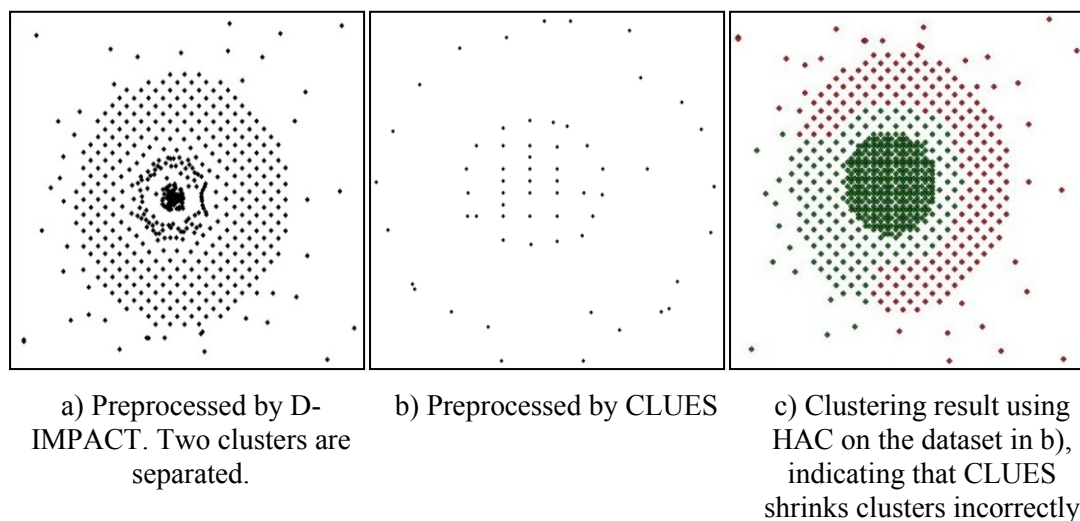 a) Preprocessed by D-
IMPACT. Two clusters are
separated.
b) Preprocessed by CLUES
c) Clustering result using
HAC on the dataset in b),
indicating that CLUES
shrinks clusters incorrectly